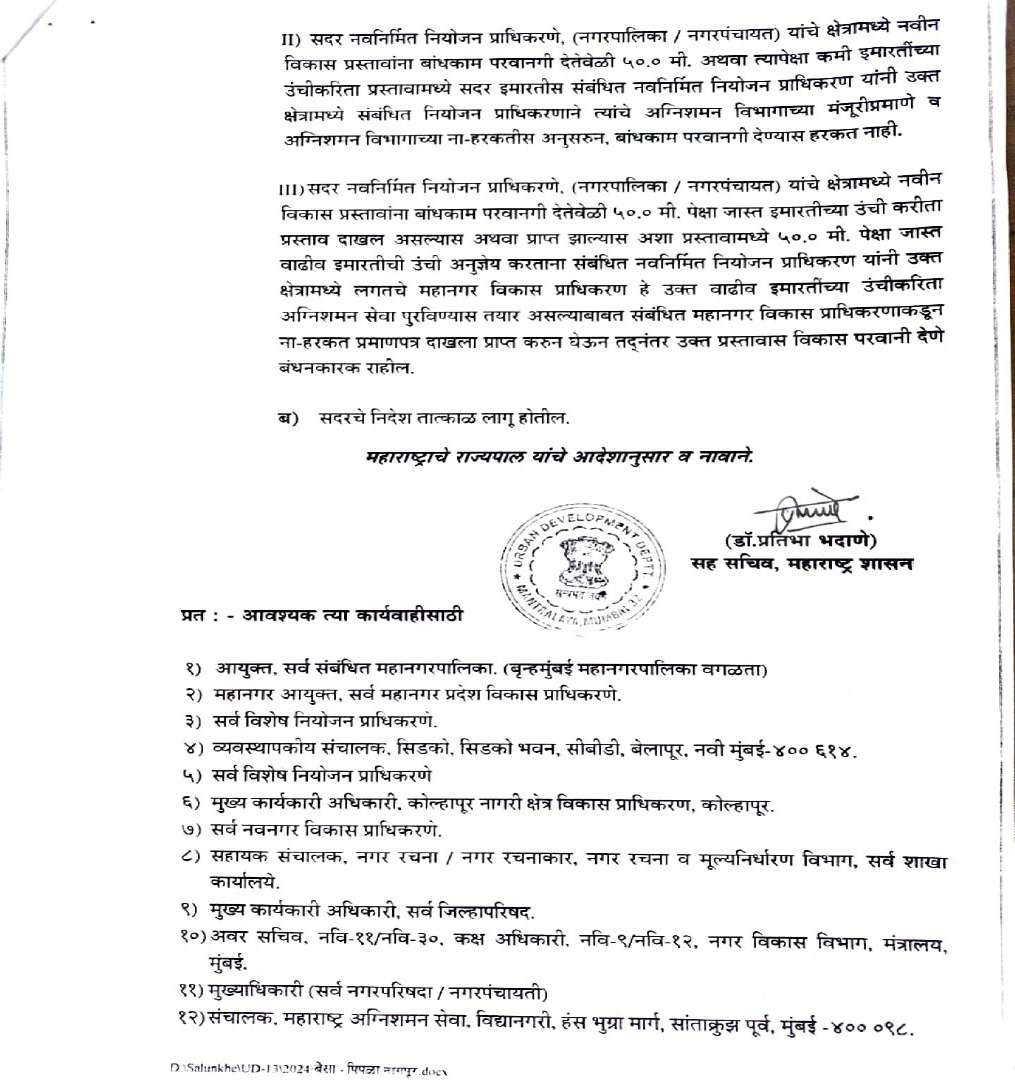 II) सदर नवनिर्मित नियोजन प्राधिकरणे, (नगरपालिका / नगरपंचायत) यांचे क्षेत्रामध्ये नवीन
विकास प्रस्तावांना बांधकाम परवानगी देतेवेळी ५०.० मी. अथवा त्यापेक्षा कमी इमारतींच्या
उंचीकरिता प्रस्तावामध्ये सदर इमारतीस संबंधित नवनिर्मित नियोजन प्राधिकरण यांनी उक्त
क्षेत्रामध्ये संबंधित नियोजन प्राधिकरणाने त्यांचे अग्निशमन विभागाच्या मंजूरीप्रमाणे व
अग्निशमन विभागाच्या ना-हरकतीस अनुसरुन, बांधकाम परवानगी देण्यास हरकत नाही.
III) सदर नवनिर्मित नियोजन प्राधिकरणे, (नगरपालिका / नगरपंचायत) यांचे क्षेत्रामध्ये नवीन
विकास प्रस्तावांना बांधकाम परवानगी देतेवेळी ५०.० मी. पेक्षा जास्त इमारतीच्या उंची करीता
प्रस्ताव दाखल असल्यास अथवा प्राप्त झाल्यास अशा प्रस्तावामध्ये ५०.० मी. पेक्षा जास्त
वाढीव इमारतीची उंची अनुज्ञेय करताना संबंधित नवनिर्मित नियोजन प्राधिकरण यांनी उक्त
क्षेत्रामध्ये लगतचे महानगर विकास प्राधिकरण हे उक्त वाढीव इमारतींच्या उंचीकरिता
अग्निशमन सेवा पुरविण्यास तयार असल्याबाबत संबंधित महानगर विकास प्राधिकरणाकडून
ना-हरकत प्रमाणपत्र दाखला प्राप्त करुन घेऊन तद्‌नंतर उक्त प्रस्तावास विकास परवानी देणे
बंधनकारक राहील.
ब) सदरचे निदेश तात्काळ लागू होतील.
महाराष्ट्राचे राज्यपाल यांचे आदेशानुसार व नावाने.
URBAN DEVELOPMENT DEPTT
MANTRALAYA, MUMBAI 32
(डॉ.प्रतिभा भदाणे)
सह सचिव, महाराष्ट्र शासन
प्रत : - आवश्यक त्या कार्यवाहीसाठी
१) आयुक्त, सर्व संबंधित महानगरपालिका. (बृन्हमुंबई महानगरपालिका वगळता)
२) महानगर आयुक्त, सर्व महानगर प्रदेश विकास प्राधिकरणे.
३) सर्व विशेष नियोजन प्राधिकरणे.
४) व्यवस्थापकीय संचालक, सिडको, सिडको भवन, सीबीडी, बेलापूर, नवी मुंबई-४०० ६१४.
५) सर्व विशेष नियोजन प्राधिकरणे
६) मुख्य कार्यकारी अधिकारी, कोल्हापूर नागरी क्षेत्र विकास प्राधिकरण, कोल्हापूर.
७) सर्व नवनगर विकास प्राधिकरणे.
८) सहायक संचालक, नगर रचना / नगर रचनाकार, नगर रचना व मूल्यनिर्धारण विभाग, सर्व शाखा
कार्यालये.
९) मुख्य कार्यकारी अधिकारी, सर्व जिल्हापरिषद.
१०) अवर सचिव, नवि-११/नवि-३०, कक्ष अधिकारी, नवि-९/नवि-१२, नगर विकास विभाग, मंत्रालय,
मुंबई.
११) मुख्याधिकारी (सर्व नगरपरिषदा / नगरपंचायती)
१२) संचालक, महाराष्ट्र अग्निशमन सेवा, विद्यानगरी, हंस भुग्रा मार्ग, सांताक्रुझ पूर्व, मुंबई -४०० ०९८.
D:\Salunkhe\UD-13\2024\बेसा - पिपळा नागपूर.docx